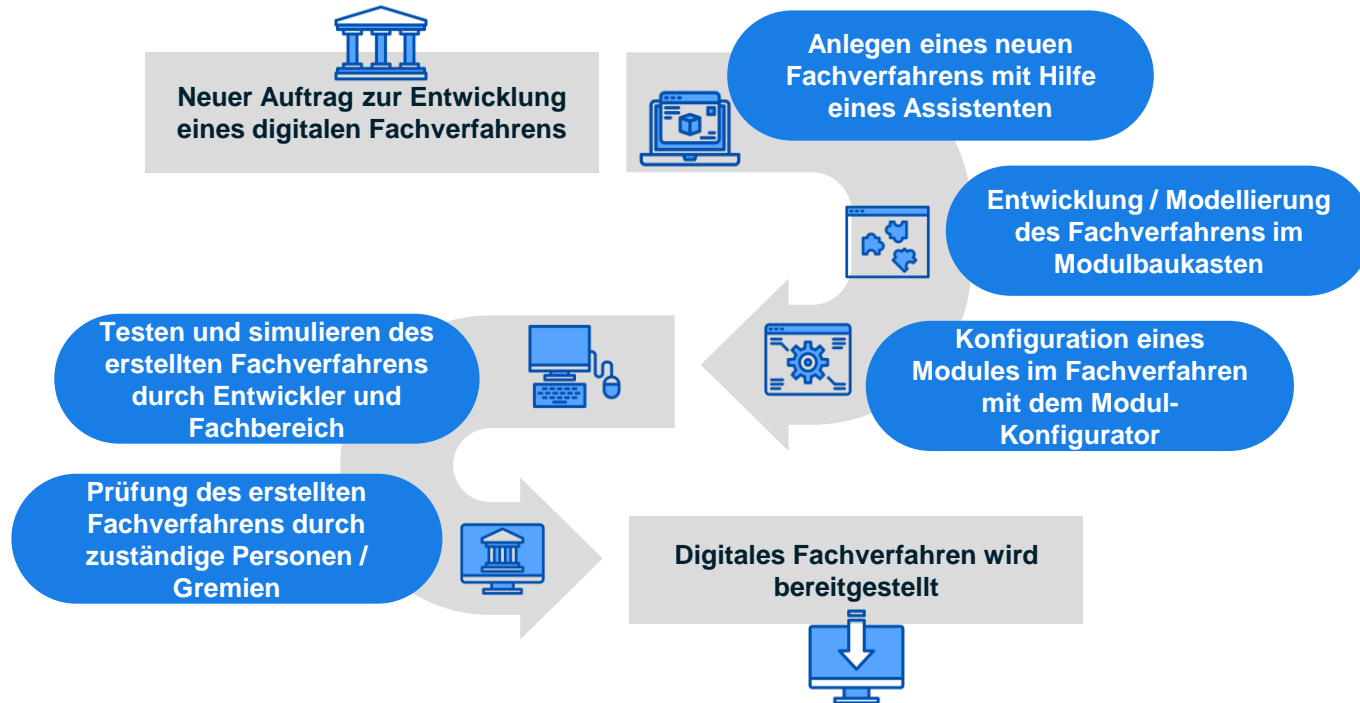 Neuer Auftrag zur Entwicklung
eines digitalen Fachverfahrens
Anlegen eines neuen
Fachverfahrens mit Hilfe
eines Assistenten
Entwicklung / Modellierung
des Fachverfahrens im
Modulbaukasten
Konfiguration eines
Modules im Fachverfahren
mit dem Modul-
Konfigurator
Testen und simulieren des
erstellten Fachverfahrens
durch Entwickler und
Fachbereich
Prüfung des erstellten
Fachverfahrens durch
zuständige Personen /
Gremien
Digitales Fachverfahren wird
bereitgestellt